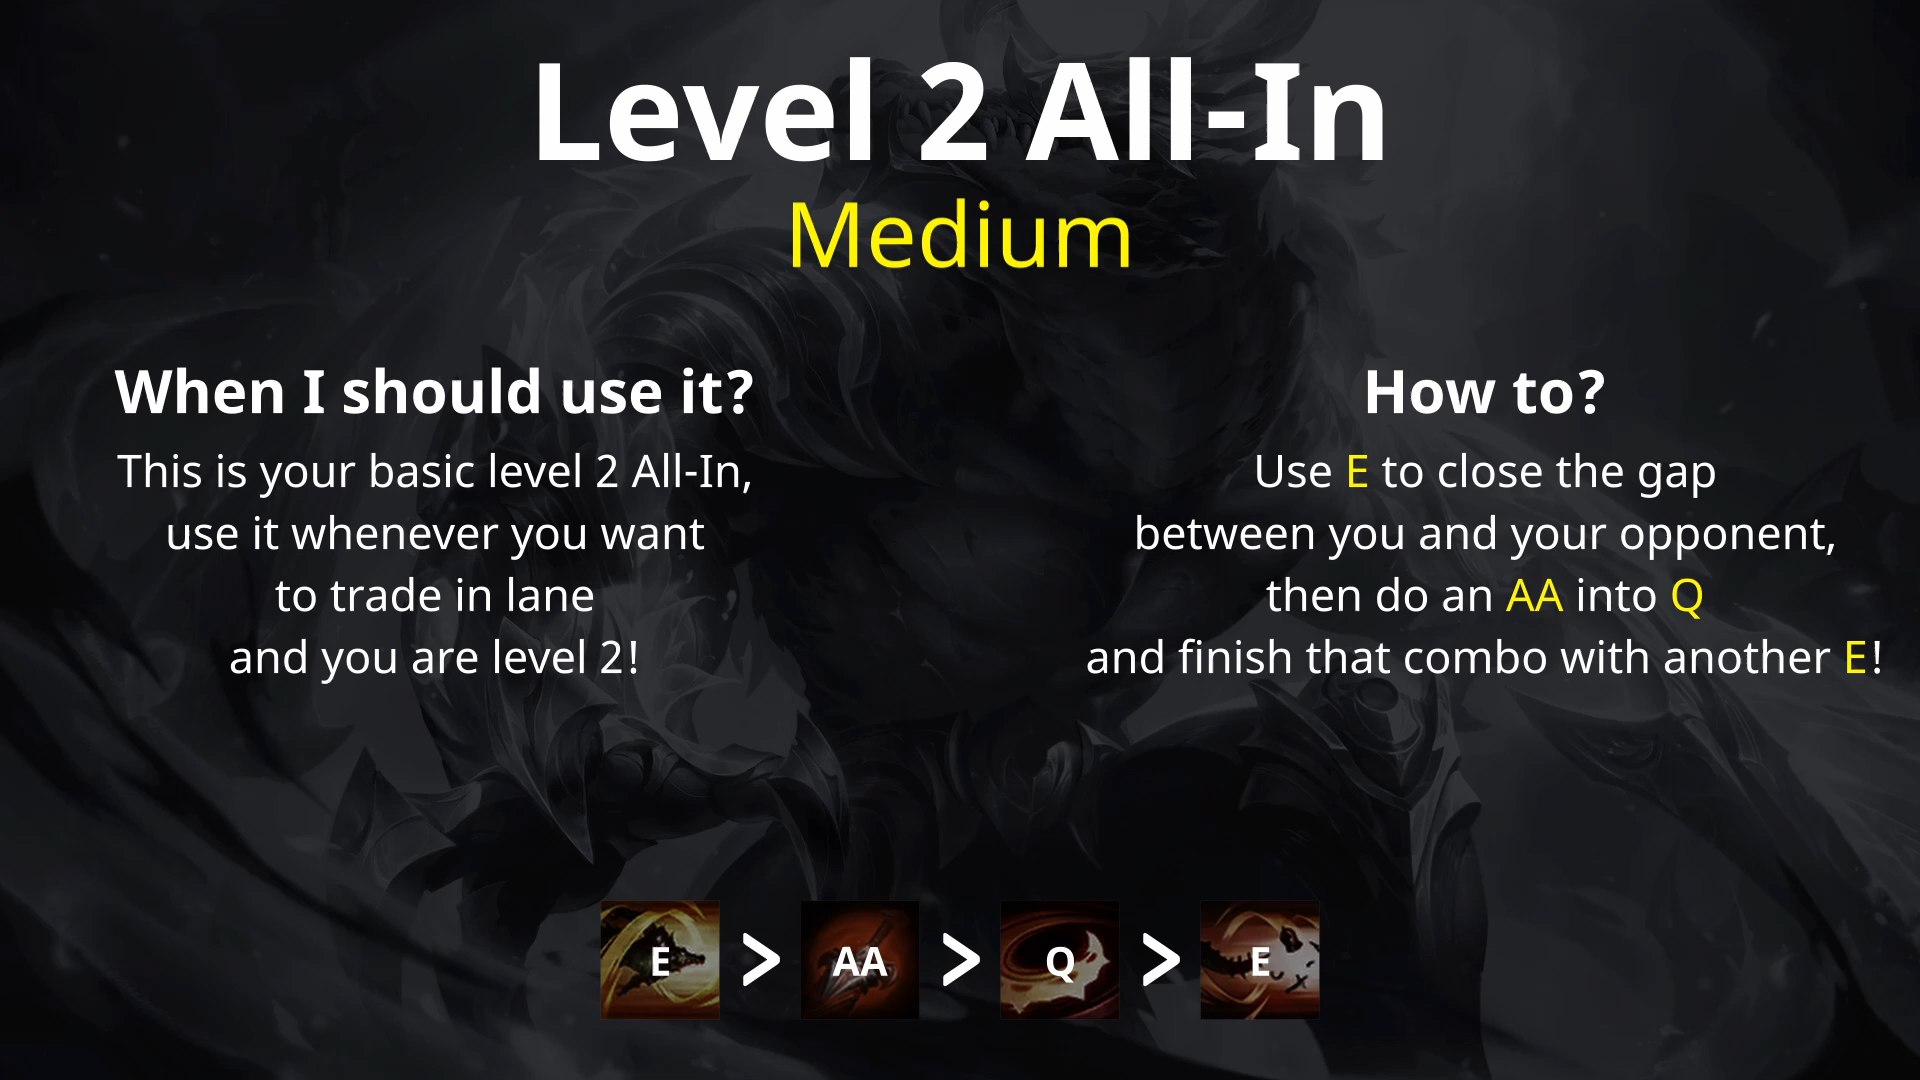 Level 2 All-In
Medium
When I should use it?
This is your basic level 2 All-In,
use it whenever you want
to trade in lane
and you are level 2!
How to?
Use E to close the gap
between you and your opponent,
then do an AA into Q
and finish that combo with another E!
E > AA > Q > E